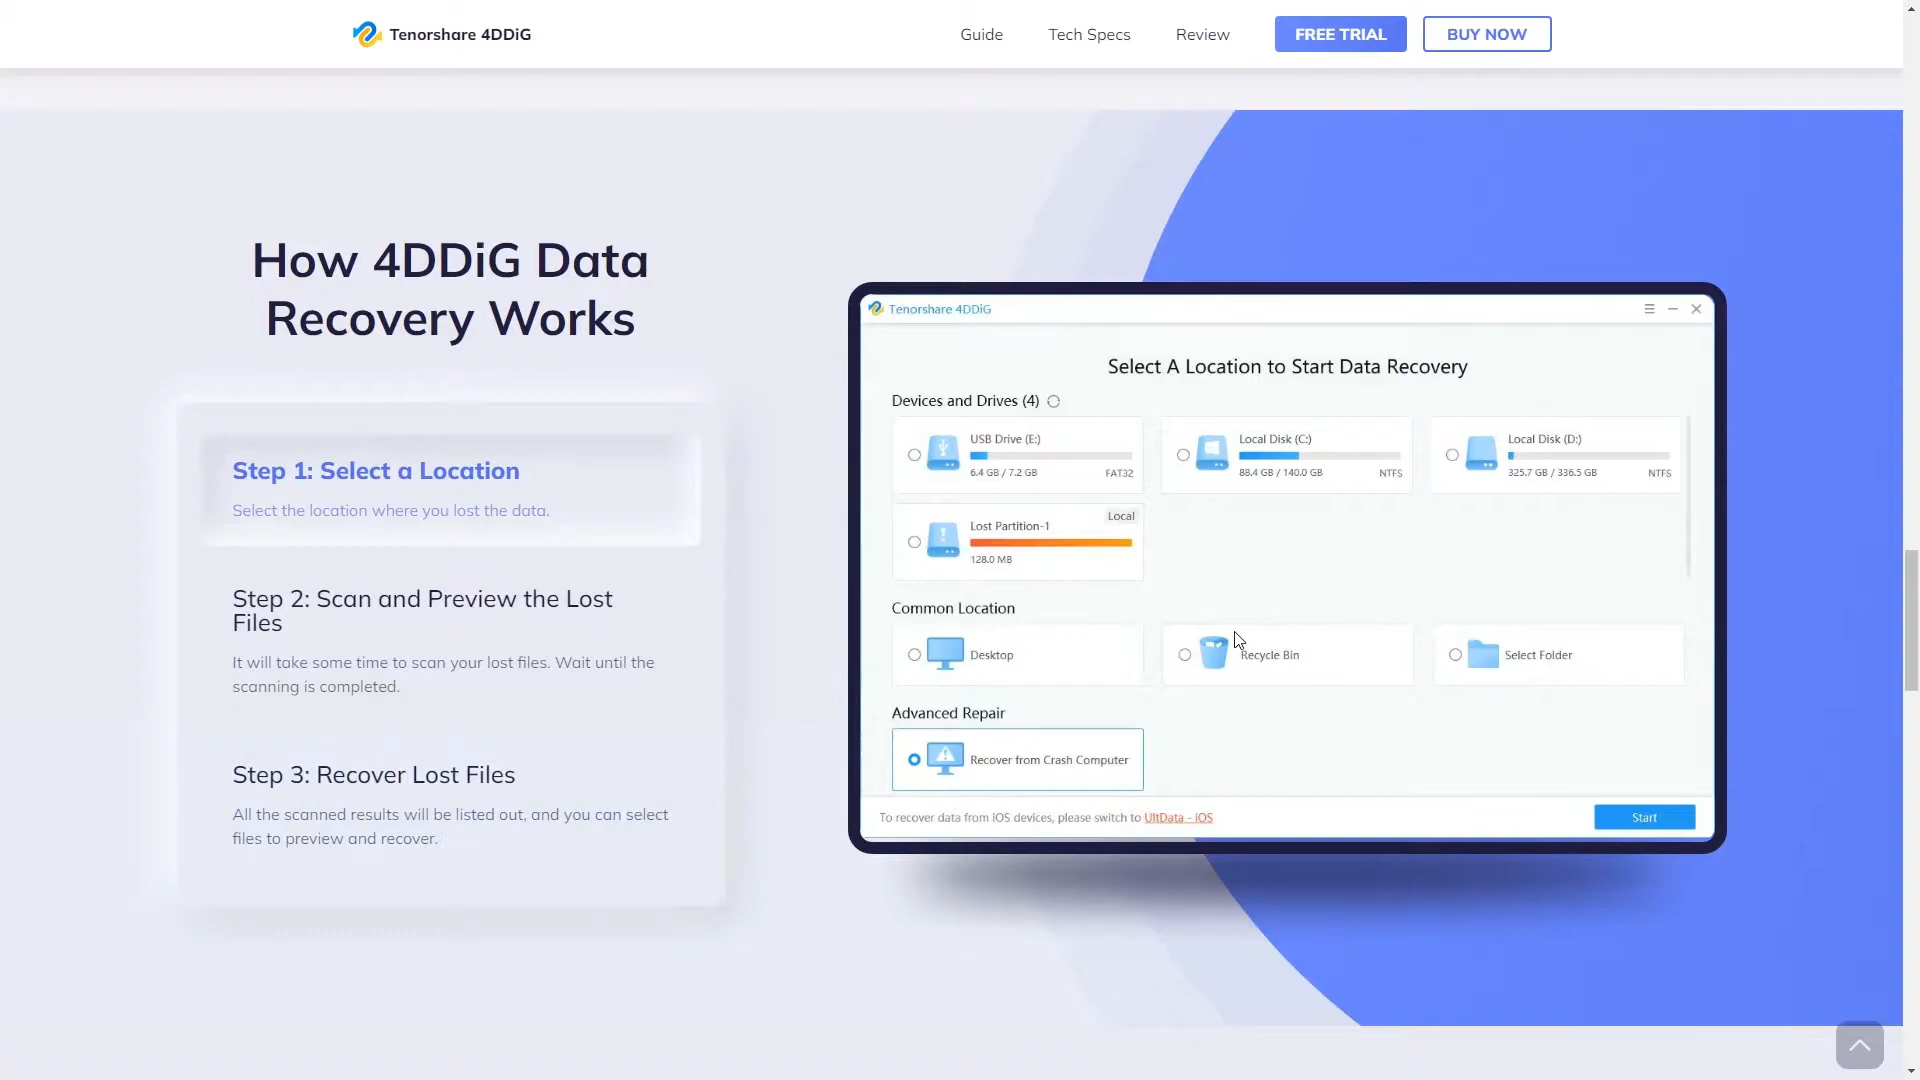 Tenorshare 4DDiG
Guide
Tech Specs
Review
FREE TRIAL
BUY NOW
How 4DDiG Data
Recovery Works
Step 1: Select a Location
Select the location where you lost the data.
Step 2: Scan and Preview the Lost
Files
It will take some time to scan your lost files. Wait until the
scanning is completed.
Step 3: Recover Lost Files
All the scanned results will be listed out, and you can select
files to preview and recover.
Tenorshare 4DDiG
Select A Location to Start Data Recovery
Devices and Drives (4)
USB Drive (E:)
6.4 GB / 7.2 GB
FAT32
Local Disk (C:)
88.4 GB / 140.0 GB
NTFS
Local Disk (D:)
325.7 GB / 336.5 GB
NTFS
Local
Lost Partition-1
128.0 MB
Common Location
Desktop
Recycle Bin
Select Folder
Advanced Repair
Recover from Crash Computer
To recover data from iOS devices, please switch to UltData - iOS
Start